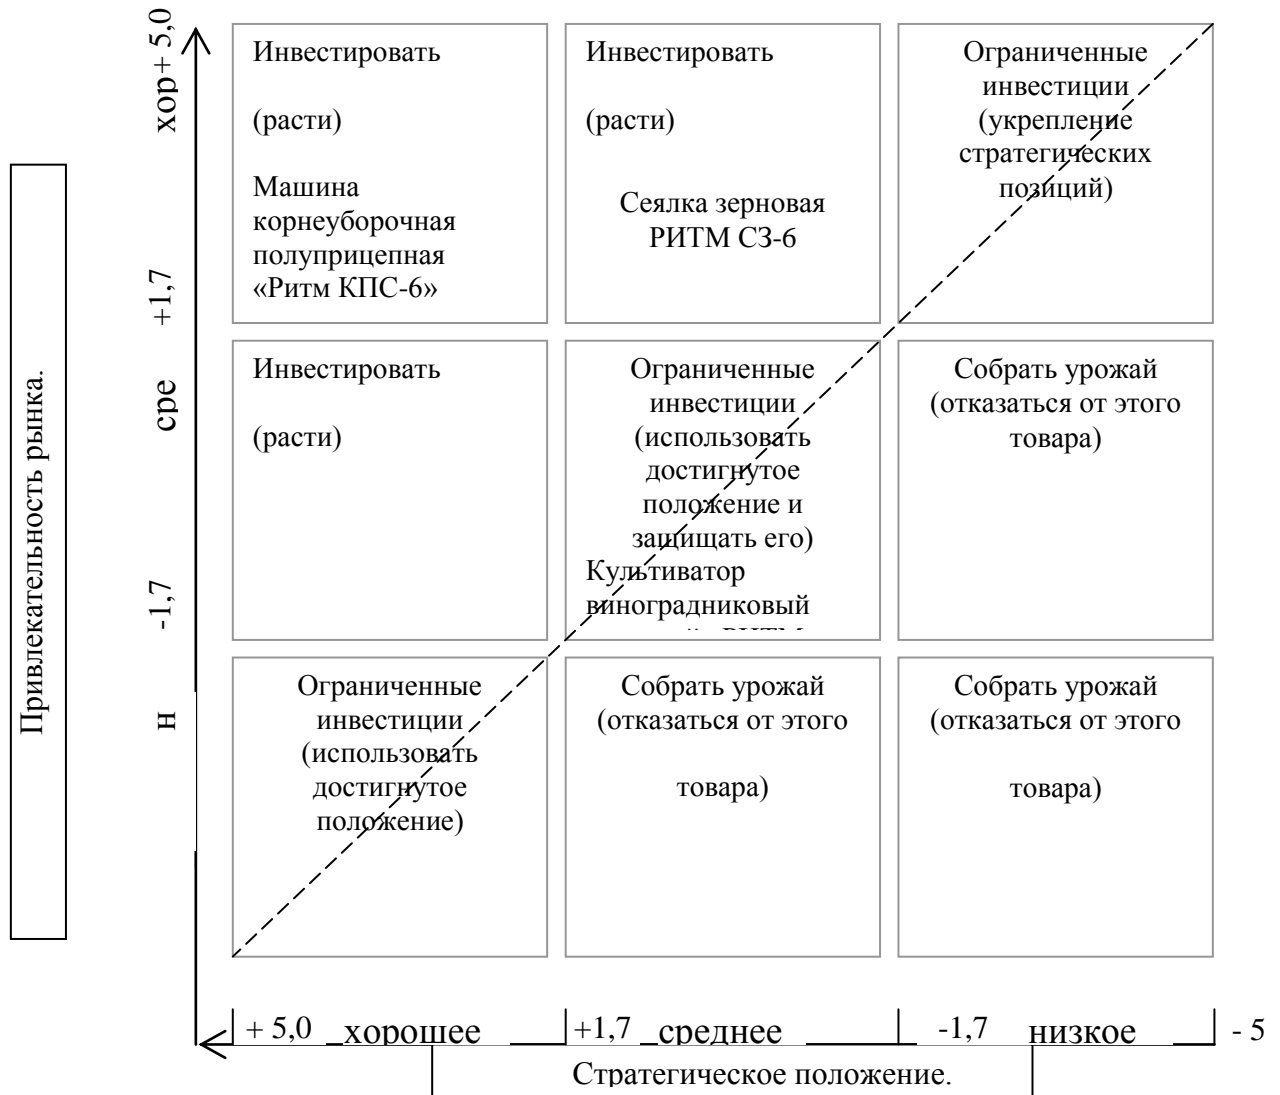 хор+ 5,0
Инвестировать
(расти)
Машина
корнеуборочная
полуприцепная
«Ритм КПС-6»
Инвестировать
(расти)
Сеялка зерновая
РИТМ СЗ-6
Ограниченные
инвестиции
(укрепление
стратегических
позиций)
Привлекательность рынка.
+1,7
сре
-1,7
Инвестировать
(расти)
Ограниченные
инвестиции
(использовать
достигнутое
положение и
защищать его)
Культиватор
виноградниковый
Собрать урожай
(отказаться от этого
товара)
н
Ограниченные
инвестиции
(использовать
достигнутое
положение)
Собрать урожай
(отказаться от этого
товара)
Собрать урожай
(отказаться от этого
товара)
+ 5,0 хорошее +1,7 среднее -1,7 низкое - 5
Стратегическое положение.